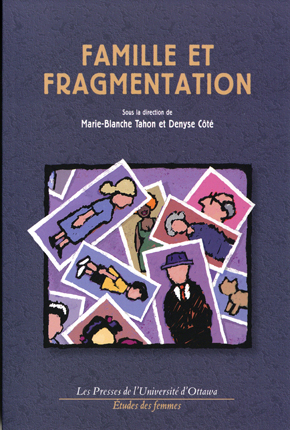 FAMILLE ET
FRAGMENTATION
Sous la direction de
Marie-Blanche Tahon et Denyse Côté
Les Presses de l'Université d'Ottawa
Études des femmes